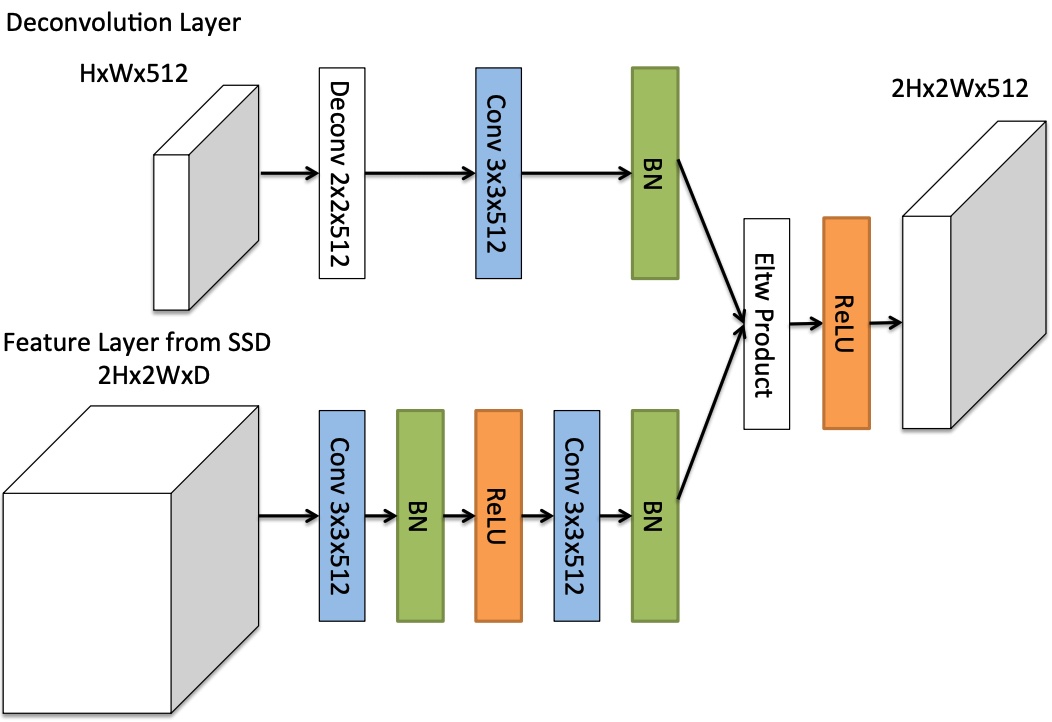 Deconvolution Layer
HxWx512
Deconv 2x2x512
Conv 3x3x512
BN
2Hx2Wx512
Eltw Product
ReLU
Feature Layer from SSD
2Hx2WxD
Conv 3x3x512
BN
ReLU
Conv 3x3x512
BN